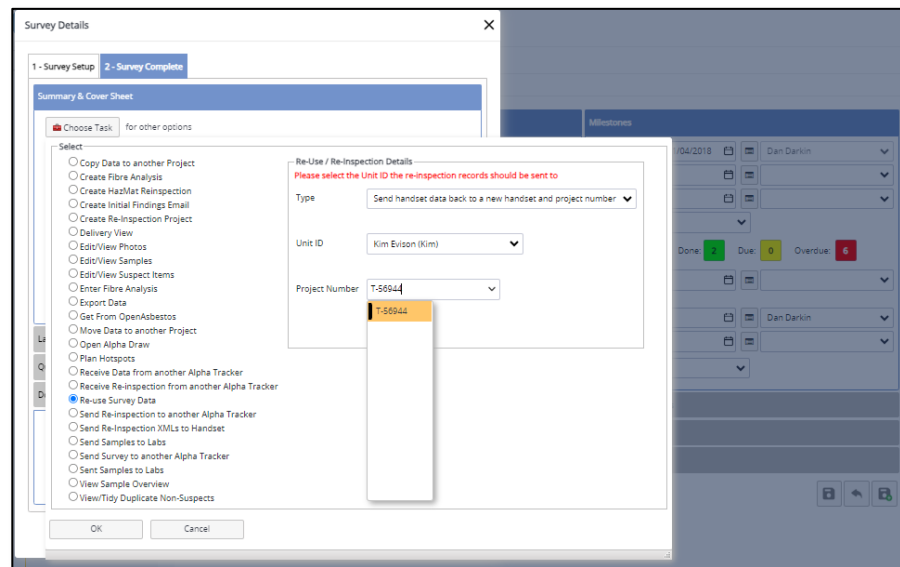 Survey Details
1 - Survey Setup 2 - Survey Complete
Summary & Cover Sheet
Choose Task for other options
Milestones
Select
Copy Data to another Project
Create Fibre Analysis
Create HazMat Reinspection
Create Initial Findings Email
Create Re-Inspection Project
Delivery View
Edit/View Photos
Edit/View Samples
Edit/View Suspect Items
Enter Fibre Analysis
Export Data
Get From OpenAsbestos
Move Data to another Project
Open Alpha Draw
Plan Hotspots
Receive Data from another Alpha Tracker
Receive Re-inspection from another Alpha Tracker
Re-use Survey Data
Send Re-inspection to another Alpha Tracker
Send Re-Inspection XMLs to Handset
Send Samples to Labs
Send Survey to another Alpha Tracker
Sent Samples to Labs
View Sample Overview
View/Tidy Duplicate Non-Suspects
OK Cancel
Re-Use / Re-Inspection Details
Please select the Unit ID the re-inspection records should be sent to
Type Send handset data back to a new handset and project number
Unit ID Kim Evison (Kim)
Project Number T-56944
T-56944
/04/2018 Dan Darkin
Done: 2 Due: 0 Overdue: 6
Dan Darkin